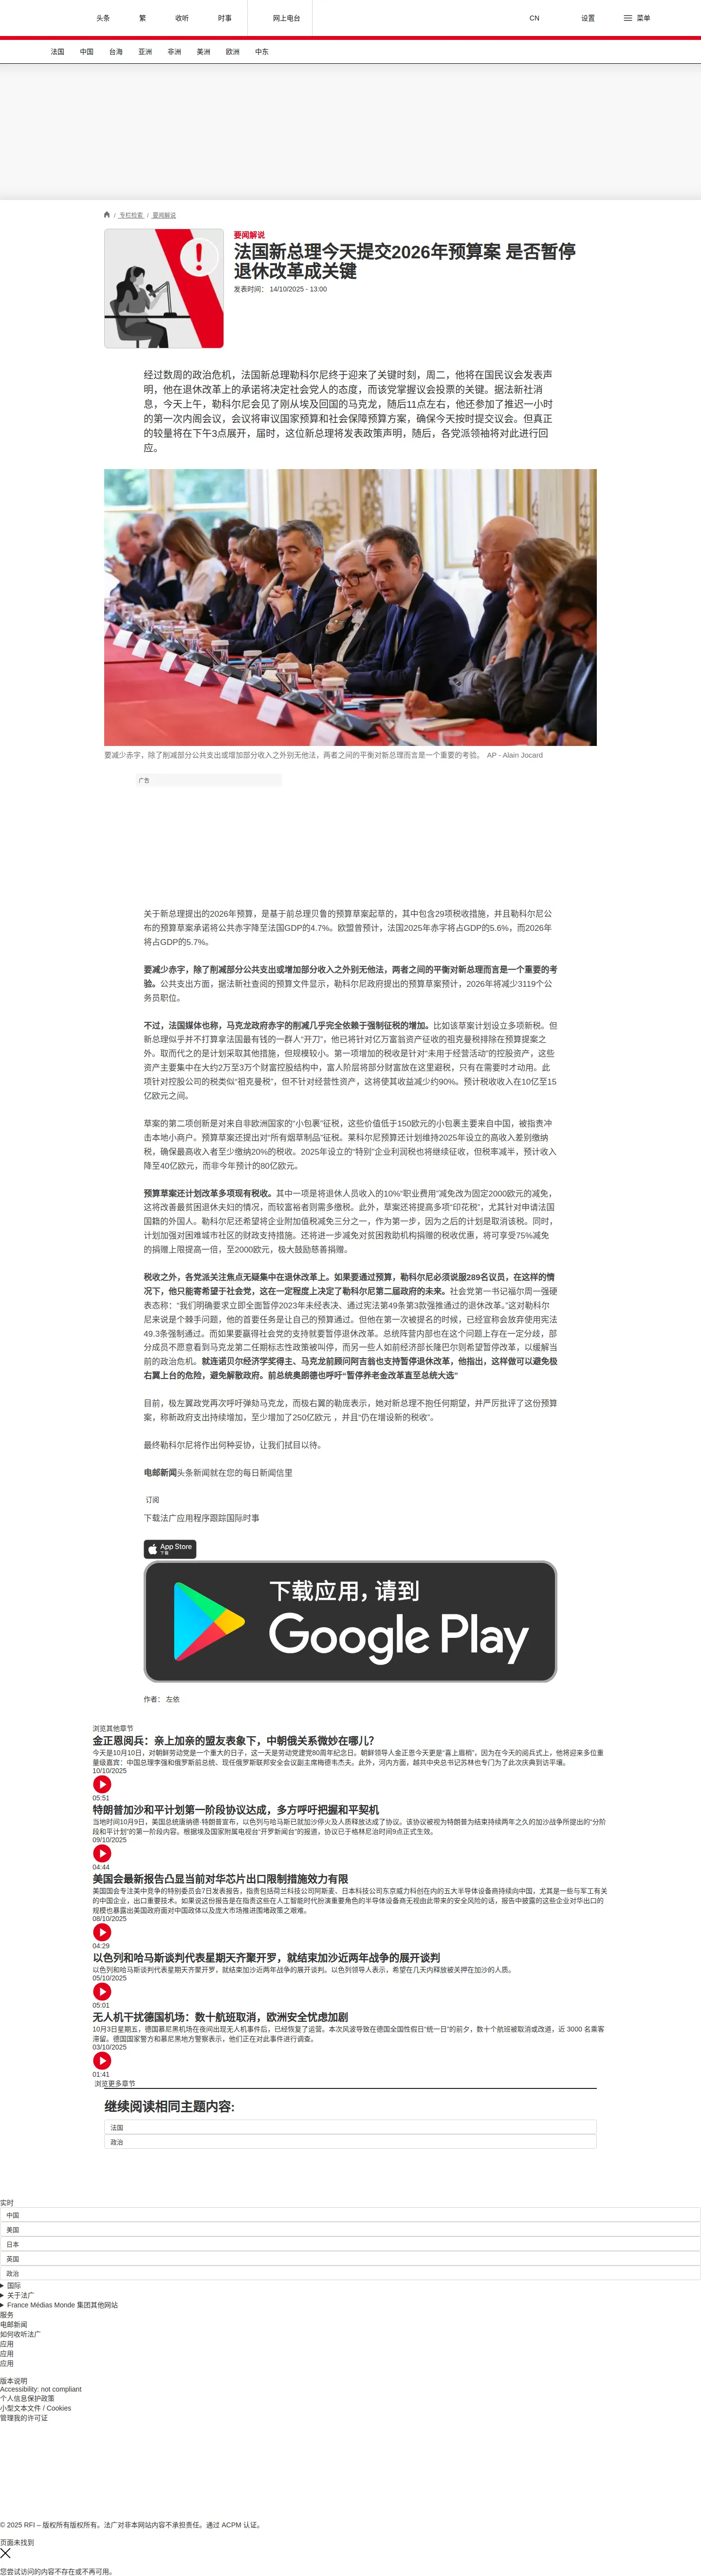 头条
繁
收听
时事
网上电台
CN
设置
菜单
法国
中国
台海
亚洲
非洲
美洲
欧洲
中东
/ 专栏检索 / 要闻解说
要闻解说
法国新总理今天提交2026年预算案 是否暂停
退休改革成关键
发表时间： 14/10/2025 - 13:00
经过数周的政治危机，法国新总理勒科尔尼终于迎来了关键时刻，周二，他将在国民议会发表声
明，他在退休改革上的承诺将决定社会党人的态度，而该党掌握议会投票的关键。据法新社消
息，今天上午，勒科尔尼会见了刚从埃及回国的马克龙，随后11点左右，他还参加了推迟一小时
的第一次内阁会议，会议将审议国家预算和社会保障预算方案，确保今天按时提交议会。但真正
的较量将在下午3点展开，届时，这位新总理将发表政策声明，随后，各党派领袖将对此进行回
应。
要减少赤字，除了削减部分公共支出或增加部分收入之外别无他法，两者之间的平衡对新总理而言是一个重要的考验。 AP - Alain Jocard
广告
关于新总理提出的2026年预算，是基于前总理贝鲁的预算草案起草的，其中包含29项税收措施，并且勒科尔尼公
布的预算草案承诺将公共赤字降至法国GDP的4.7%。欧盟曾预计，法国2025年赤字将占GDP的5.6%，而2026年
将占GDP的5.7%。
要减少赤字，除了削减部分公共支出或增加部分收入之外别无他法，两者之间的平衡对新总理而言是一个重要的考
验。公共支出方面，据法新社查阅的预算文件显示，勒科尔尼政府提出的预算草案预计，2026年将减少3119个公
务员职位。
不过，法国媒体也称，马克龙政府赤字的削减几乎完全依赖于强制征税的增加。比如该草案计划设立多项新税。但
新总理似乎并不打算拿法国最有钱的一群人“开刀”，他已将针对亿万富翁资产征收的祖克曼税排除在预算提案之
外。取而代之的是计划采取其他措施，但规模较小。第一项增加的税收是针对“未用于经营活动”的控股资产，这些
资产主要集中在大约2万至3万个财富控股结构中，富人阶层将部分财富放在这里避税，只有在需要时才动用。此
项针对控股公司的税类似“祖克曼税”，但不针对经营性资产，这将使其收益减少约90%。预计税收收入在10亿至15
亿欧元之间。
草案的第二项创新是对来自非欧洲国家的“小包裹”征税，这些价值低于150欧元的小包裹主要来自中国，被指责冲
击本地小商户。预算草案还提出对“所有烟草制品”征税。莱科尔尼预算还计划维持2025年设立的高收入差别缴纳
税，确保最高收入者至少缴纳20%的税收。2025年设立的“特别”企业利润税也将继续征收，但税率减半，预计收入
降至40亿欧元，而非今年预计的80亿欧元。
预算草案还计划改革多项现有税收。其中一项是将退休人员收入的10%“职业费用”减免改为固定2000欧元的减免，
这将改善最贫困退休夫妇的情况，而较富裕者则需多缴税。此外，草案还将提高多项“印花税”，尤其针对申请法国
国籍的外国人。勒科尔尼还希望将企业附加值税减免三分之一，作为第一步，因为之后的计划是取消该税。同时，
计划加强对困难城市社区的财政支持措施。还将进一步减免对贫困救助机构捐赠的税收优惠，将可享受75%减免
的捐赠上限提高一倍，至2000欧元，极大鼓励慈善捐赠。
税收之外，各党派关注焦点无疑集中在退休改革上。如果要通过预算，勒科尔尼必须说服289名议员，在这样的情
况下，他只能寄希望于社会党，这在一定程度上决定了勒科尔尼第二届政府的未来。社会党第一书记福尔周一强硬
表态称：“我们明确要求立即全面暂停2023年未经表决、通过宪法第49条第3款强推通过的退休改革。”这对勒科尔
尼来说是个棘手问题，他的首要任务是让自己的预算通过。但他在第一次被提名的时候，已经宣称会放弃使用宪法
49.3条强制通过。而如果要赢得社会党的支持就要暂停退休改革。总统阵营内部也在这个问题上存在一定分歧，部
分成员不愿意看到马克龙第二任期标志性政策被叫停，而另一些人如前经济部长隆巴尔则希望暂停改革，以缓解当
前的政治危机。就连诺贝尔经济学奖得主、马克龙前顾问阿吉翁也支持暂停退休改革，他指出，这样做可以避免极
右翼上台的危险，避免解散政府。前总统奥朗德也呼吁“暂停养老金改革直至总统大选”
目前，极左翼政党再次呼吁弹劾马克龙，而极右翼的勒庞表示，她对新总理不抱任何期望，并严厉批评了这份预算
案，称新政府支出持续增加，至少增加了250亿欧元 ，并且“仍在增设新的税收”。
最终勒科尔尼将作出何种妥协，让我们拭目以待。
电邮新闻头条新闻就在您的每日新闻信里
订阅
下载法广应用程序跟踪国际时事
App Store
下载
下载应用，请到
Google Play
作者： 左依
浏览其他章节
金正恩阅兵：亲上加亲的盟友表象下，中朝俄关系微妙在哪儿?
今天是10月10日，对朝鲜劳动党是一个重大的日子，这一天是劳动党建党80周年纪念日。朝鲜领导人金正恩今天更是“喜上眉梢”，因为在今天的阅兵式上，他将迎来多位重
量级嘉宾：中国总理李强和俄罗斯前总统、现任俄罗斯联邦安全会议副主席梅德韦杰夫。此外，河内方面，越共中央总书记苏林也专门为了此次庆典到访平壤。
10/10/2025
05:51
特朗普加沙和平计划第一阶段协议达成，多方呼吁把握和平契机
当地时间10月9日，美国总统唐纳德·特朗普宣布，以色列与哈马斯已就加沙停火及人质释放达成了协议。该协议被视为特朗普为结束持续两年之久的加沙战争所提出的“分阶
段和平计划”的第一阶段内容。根据埃及国家附属电视台“开罗新闻台”的报道，协议已于格林尼治时间9点正式生效。
09/10/2025
04:44
美国会最新报告凸显当前对华芯片出口限制措施效力有限
美国国会专注美中竞争的特别委员会7日发表报告，指责包括荷兰科技公司阿斯麦、日本科技公司东京威力科创在内的五大半导体设备商持续向中国，尤其是一些与军工有关
的中国企业，出口重要技术。如果说这份报告是在指责这些在人工智能时代扮演重要角色的半导体设备商无视由此带来的安全风险的话，报告中披露的这些企业对华出口的
规模也暴露出美国政府面对中国政体以及庞大市场推进围堵政策之艰难。
08/10/2025
04:29
以色列和哈马斯谈判代表星期天齐聚开罗，就结束加沙近两年战争的展开谈判
以色列和哈马斯谈判代表星期天齐聚开罗，就结束加沙近两年战争的展开谈判。以色列领导人表示，希望在几天内释放被关押在加沙的人质。
05/10/2025
05:01
无人机干扰德国机场：数十航班取消，欧洲安全忧虑加剧
10月3日星期五，德国慕尼黑机场在夜间出现无人机事件后，已经恢复了运营。本次风波导致在德国全国性假日“统一日”的前夕，数十个航班被取消或改道，近 3000 名乘客
滞留。德国国家警方和慕尼黑地方警察表示，他们正在对此事件进行调查。
03/10/2025
01:41
浏览更多章节
继续阅读相同主题内容:
法国
政治
实时
中国
美国
日本
英国
政治
国际
关于法广
France Médias Monde 集团其他网站
服务
电邮新闻
如何收听法广
应用
应用
应用
版本说明
Accessibility: not compliant
个人信息保护政策
小型文本文件 / Cookies
管理我的许可证
© 2025 RFI – 版权所有版权所有。法广对非本网站内容不承担责任。通过 ACPM 认证。
页面未找到
您尝试访问的内容不存在或不再可用。